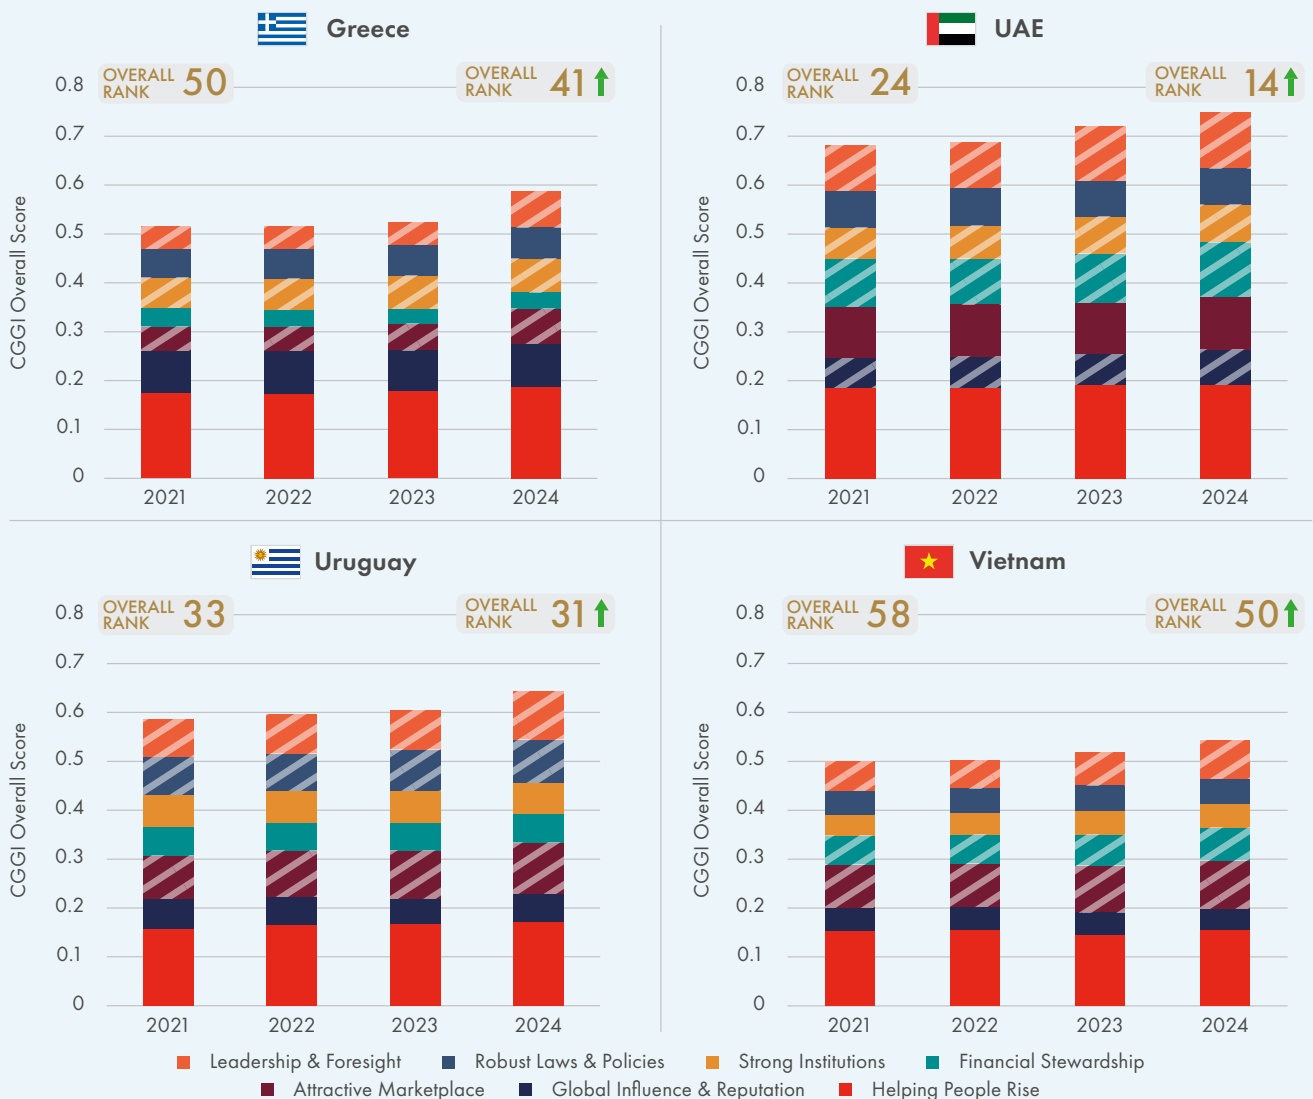 Greece
OVERALL RANK 50
OVERALL RANK 41
0.8
0.7
0.6
0.5
0.4
0.3
0.2
0.1
0
CGGI Overall Score
2021 2022 2023 2024
UAE
OVERALL RANK 24
OVERALL RANK 14
0.8
0.7
0.6
0.5
0.4
0.3
0.2
0.1
0
CGGI Overall Score
2021 2022 2023 2024
Uruguay
OVERALL RANK 33
OVERALL RANK 31
0.8
0.7
0.6
0.5
0.4
0.3
0.2
0.1
0
CGGI Overall Score
2021 2022 2023 2024
Vietnam
OVERALL RANK 58
OVERALL RANK 50
0.8
0.7
0.6
0.5
0.4
0.3
0.2
0.1
0
CGGI Overall Score
2021 2022 2023 2024
Leadership & Foresight Robust Laws & Policies Strong Institutions Financial Stewardship
Attractive Marketplace Global Influence & Reputation Helping People Rise